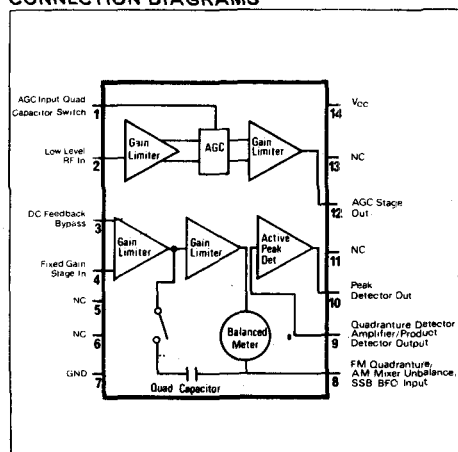 CONNECTION DIAGRAMS
AGC Input Quad
Capacitor Switch
1
Low Level
RF In
2
DC Feedback
Bypass
3
Fixed Gain
Stage In
4
NC
5
NC
6
GND
7
Gain
Limiter
AGC
Gain
Limiter
Gain
Limiter
Gain
Limiter
Active
Peak
Det
Balanced
Meter
Quad Capacitor
14
VCC
13
NC
12
AGC Stage
Out
11
NC
10
Peak
Detector Out
9
Quadranture Detector
Amplifier/Product
Detector Output
8
FM Quadranture/
AM Mixer Unbalance,
SSB BFO Input